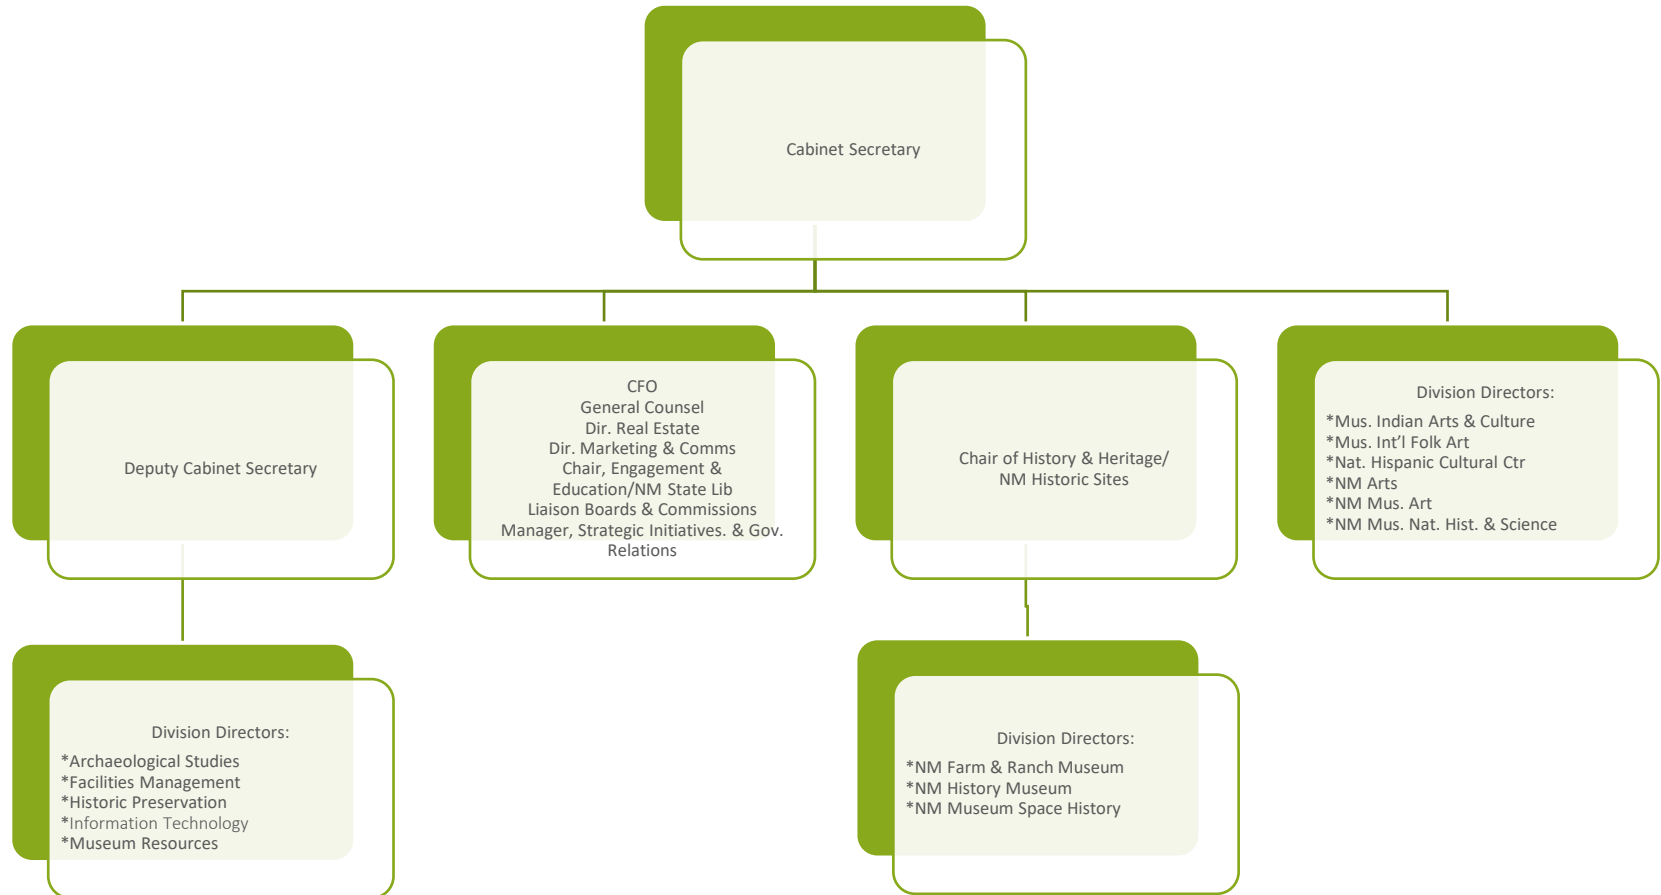 Cabinet Secretary
Deputy Cabinet Secretary
CFO
General Counsel
Dir. Real Estate
Dir. Marketing & Comms
Chair, Engagement &
Education/NM State Lib
Liaison Boards & Commissions
Manager, Strategic Initiatives. & Gov.
Relations
Chair of History & Heritage/
NM Historic Sites
Division Directors:
*Mus. Indian Arts & Culture
*Mus. Int’l Folk Art
*Nat. Hispanic Cultural Ctr
*NM Arts
*NM Mus. Art
*NM Mus. Nat. Hist. & Science
Division Directors:
*Archaeological Studies
*Facilities Management
*Historic Preservation
*Information Technology
*Museum Resources
Division Directors:
*NM Farm & Ranch Museum
*NM History Museum
*NM Museum Space History